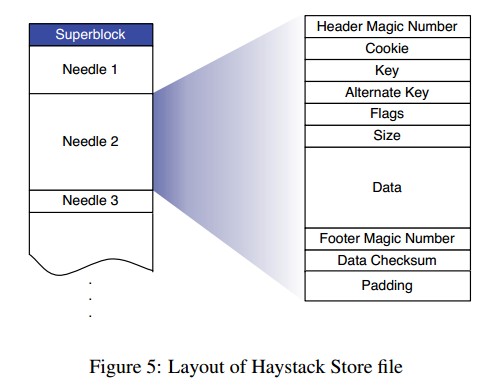 Superblock
Needle 1
Needle 2
Needle 3
.
.
.
Header Magic Number
Cookie
Key
Alternate Key
Flags
Size
Data
Footer Magic Number
Data Checksum
Padding
Figure 5: Layout of Haystack Store file